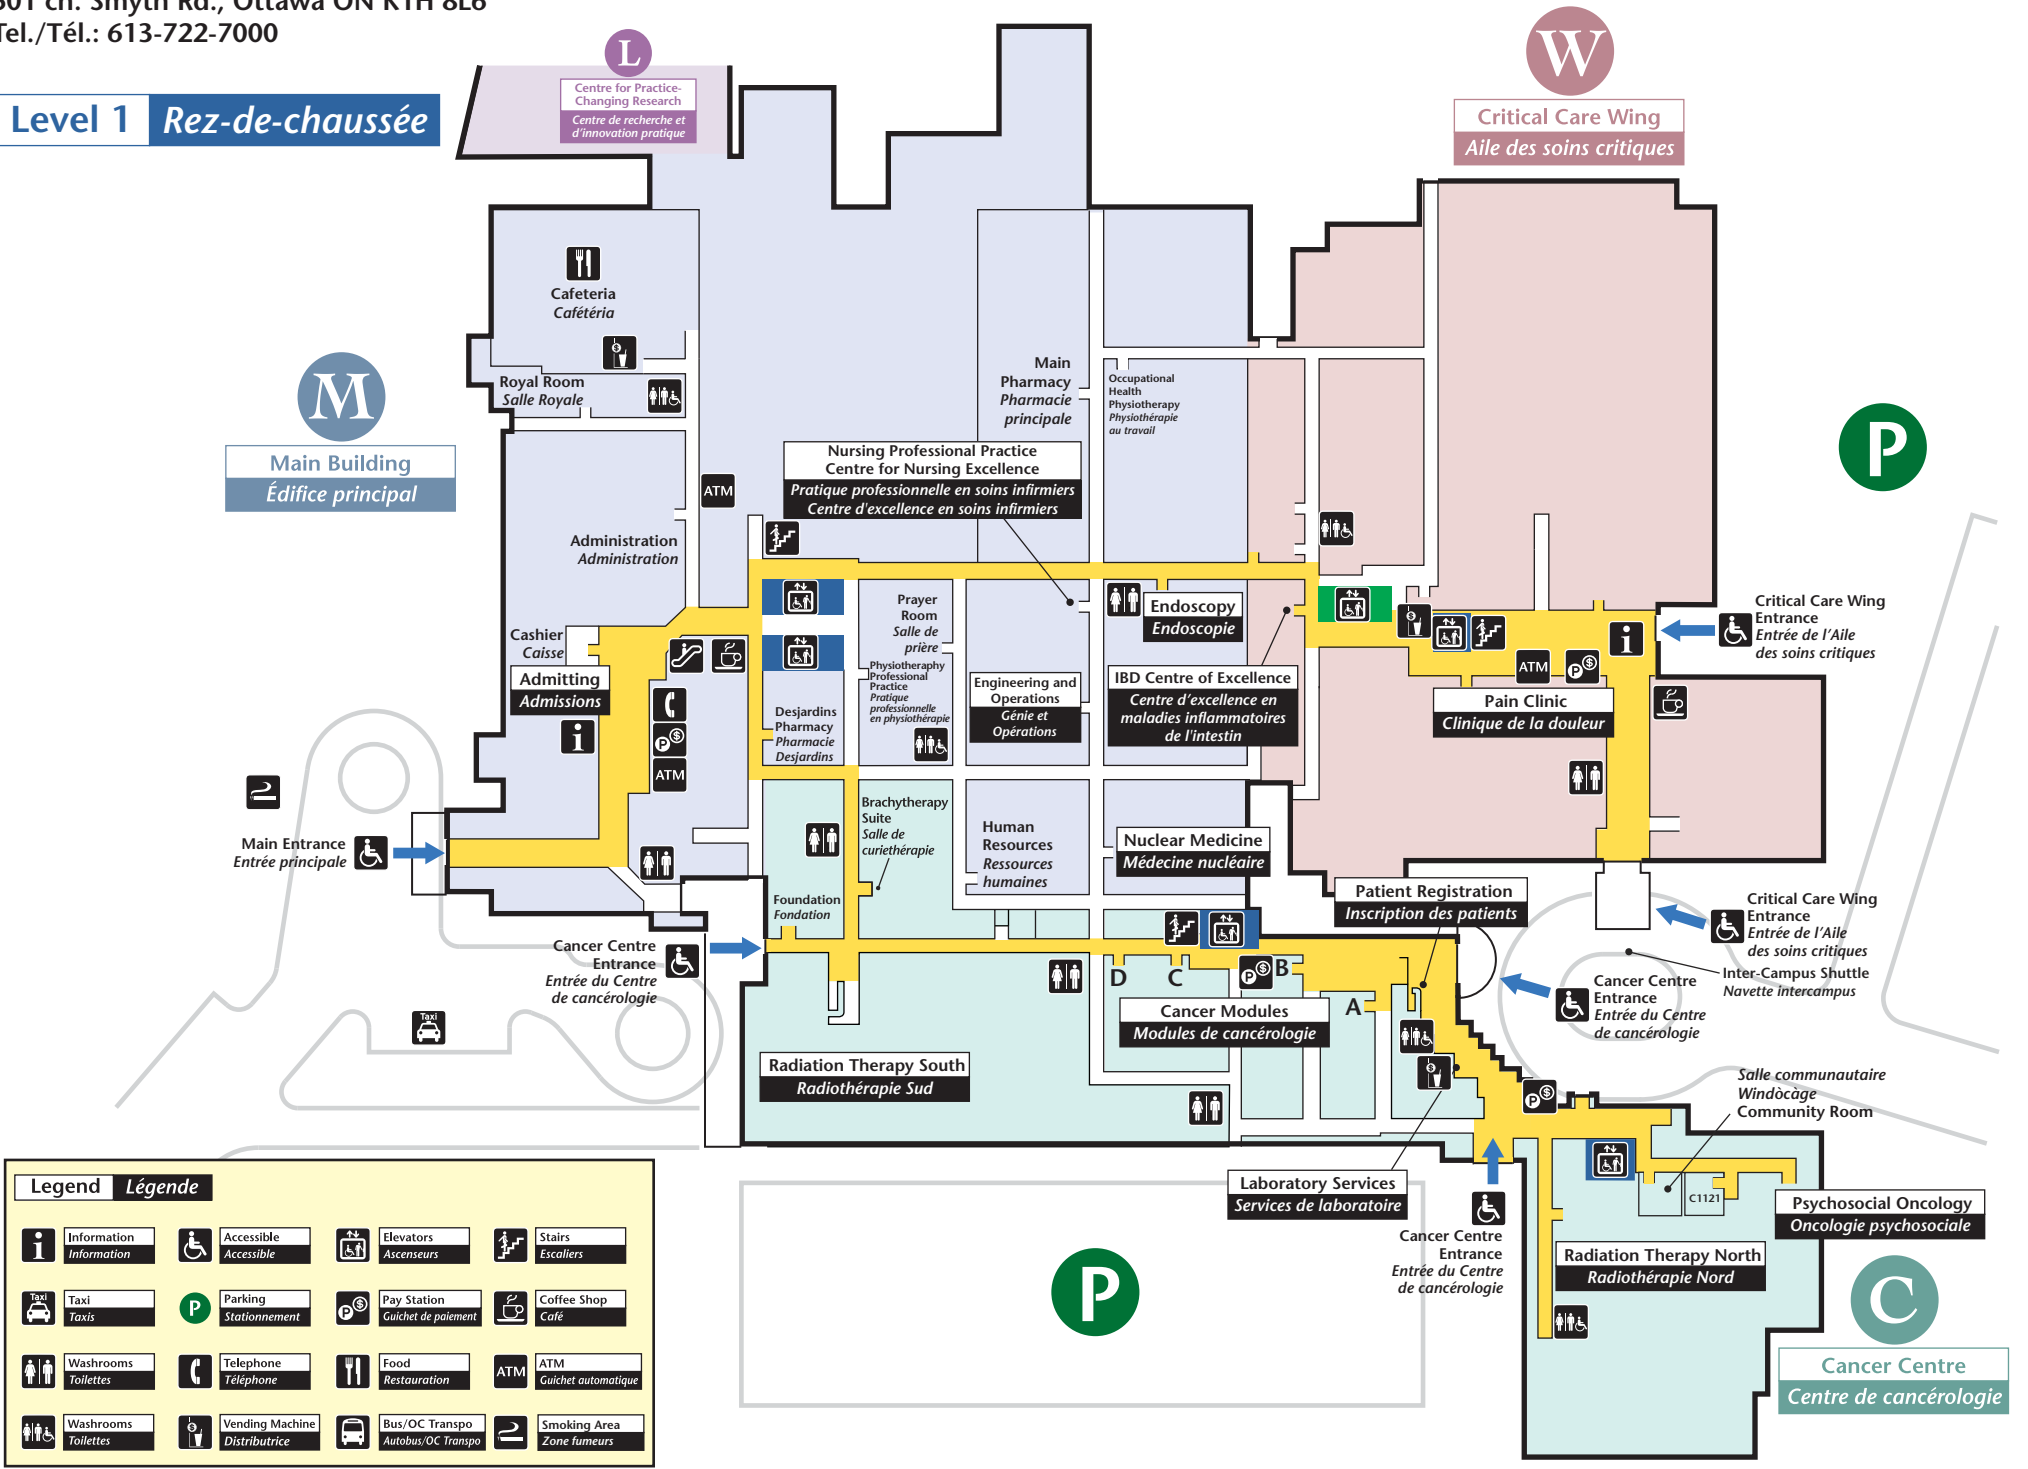 501 ch. Smyth Rd., Ottawa ON K1H 8L6
Tel./Tél.: 613-722-7000
Level 1 Rez-de-chaussée
L
Centre for Practice-
Changing Research
Centre de recherche et
d'innovation pratique
W
Critical Care Wing
Aile des soins critiques
M
Main Building
Édifice principal
Cafeteria
Cafétéria
Royal Room
Salle Royale
Main
Pharmacy
Pharmacie
principale
Occupational
Health
Physiotherapy
Physiothérapie
au travail
P
Nursing Professional Practice
Centre for Nursing Excellence
Pratique professionnelle en soins infirmiers
Centre d'excellence en soins infirmiers
ATM
Administration
Administration
Prayer
Room
Salle de
prière
Physiotheraphy
Professional
Practice
Pratique
professionnelle
en physiothérapie
Endoscopy
Endoscopie
Critical Care Wing
Entrance
Entrée de l'Aile
des soins critiques
Cashier
Caisse
Admitting
Admissions
Engineering and
Operations
Génie et
Opérations
IBD Centre of Excellence
Centre d'excellence en
maladies inflammatoires
de l'intestin
ATM
P $
i
Pain Clinic
Clinique de la douleur
Desjardins
Pharmacy
Pharmacie
Desjardins
i
P $
ATM
Main Entrance
Entrée principale
Brachytherapy
Suite
Salle de
curiethérapie
Human
Resources
Ressources
humaines
Nuclear Medicine
Médecine nucléaire
Patient Registration
Inscription des patients
Foundation
Fondation
Critical Care Wing
Entrance
Entrée de l'Aile
des soins critiques
Cancer Centre
Entrance
Entrée du Centre
de cancérologie
Inter-Campus Shuttle
Navette intercampus
Cancer Centre
Entrance
Entrée du Centre
de cancérologie
D
C
P $
B
A
Cancer Modules
Modules de cancérologie
Taxi
Radiation Therapy South
Radiothérapie Sud
P $
Salle communautaire
Windòcàge
Community Room
Laboratory Services
Services de laboratoire
C1121
Psychosocial Oncology
Oncologie psychosociale
Cancer Centre
Entrance
Entrée du Centre
de cancérologie
Radiation Therapy North
Radiothérapie Nord
P
C
Cancer Centre
Centre de cancérologie
Legend Légende
i
Information
Information
Accessible
Accessible
Elevators
Ascenseurs
Stairs
Escaliers
Taxi
Taxi
Taxis
P
Parking
Stationnement
P $
Pay Station
Guichet de paiement
Coffee Shop
Café
Washrooms
Toilettes
Telephone
Téléphone
Food
Restauration
ATM
ATM
Guichet automatique
Washrooms
Toilettes
Vending Machine
Distributrice
Bus/OC Transpo
Autobus/OC Transpo
Smoking Area
Zone fumeurs